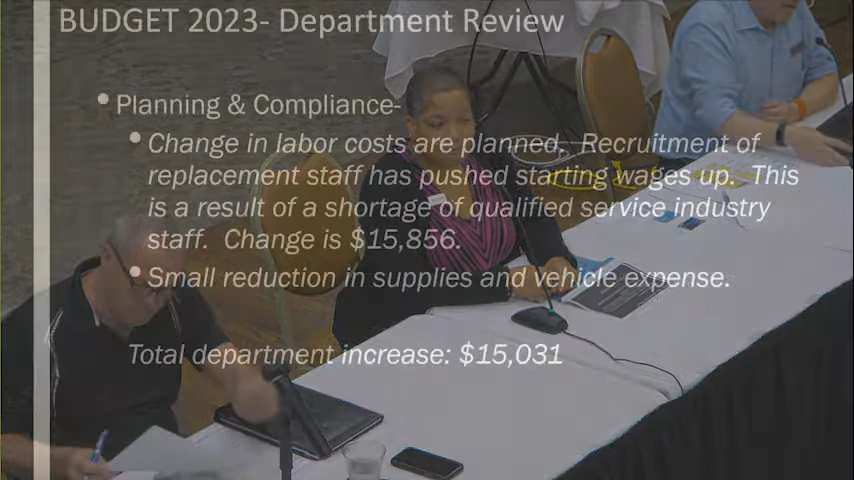 BUDGET 2023- Department Review
•Planning & Compliance-
•Change in labor costs are planned. Recruitment of
replacement staff has pushed starting wages up. This
is a result of a shortage of qualified service industry
staff. Change is $15,856.
•Small reduction in supplies and vehicle expense.
Total department increase: $15,031